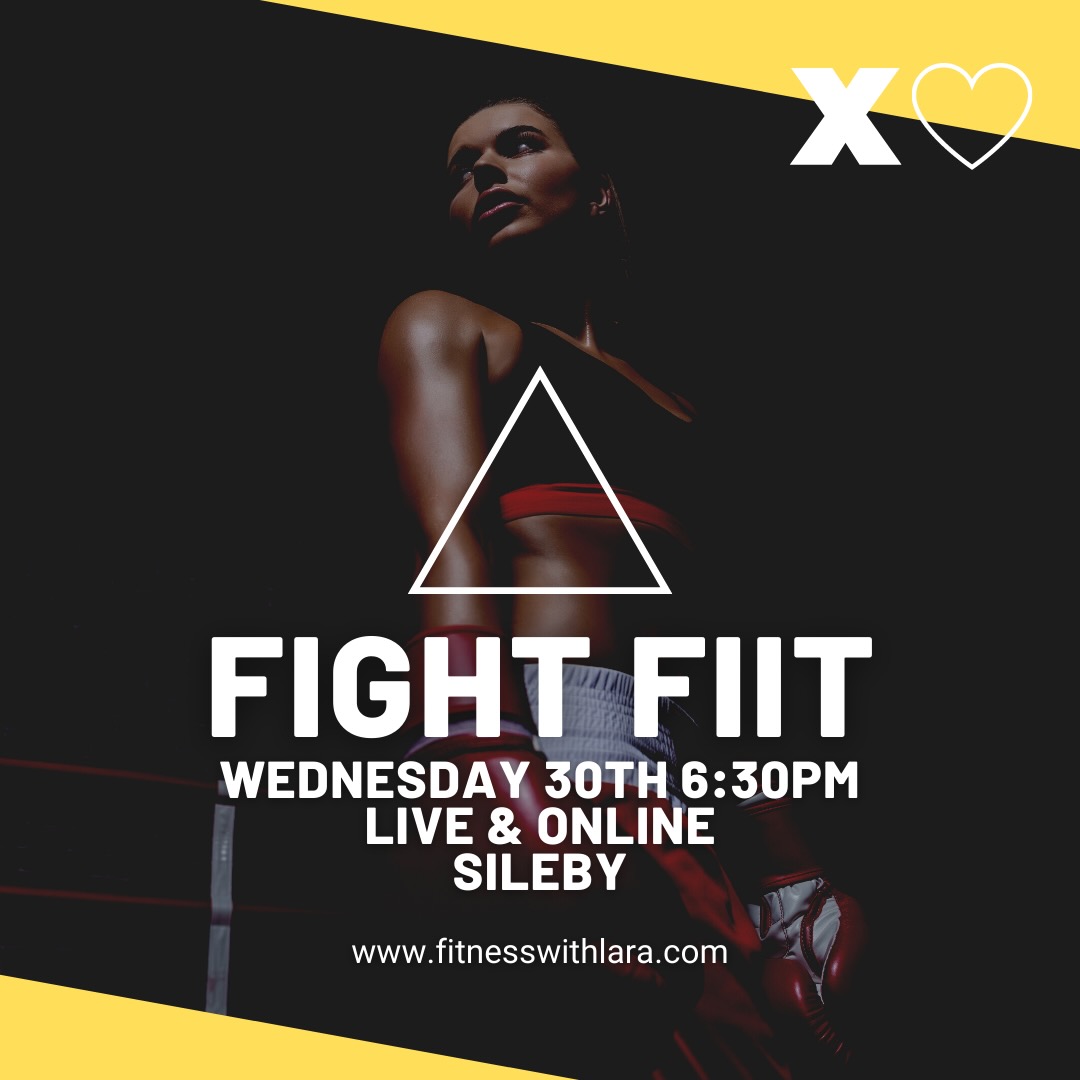 X
FIGHT FIIT
WEDNESDAY 30TH 6:30PM
LIVE & ONLINE
SILEBY
www.fitnesswithlara.com